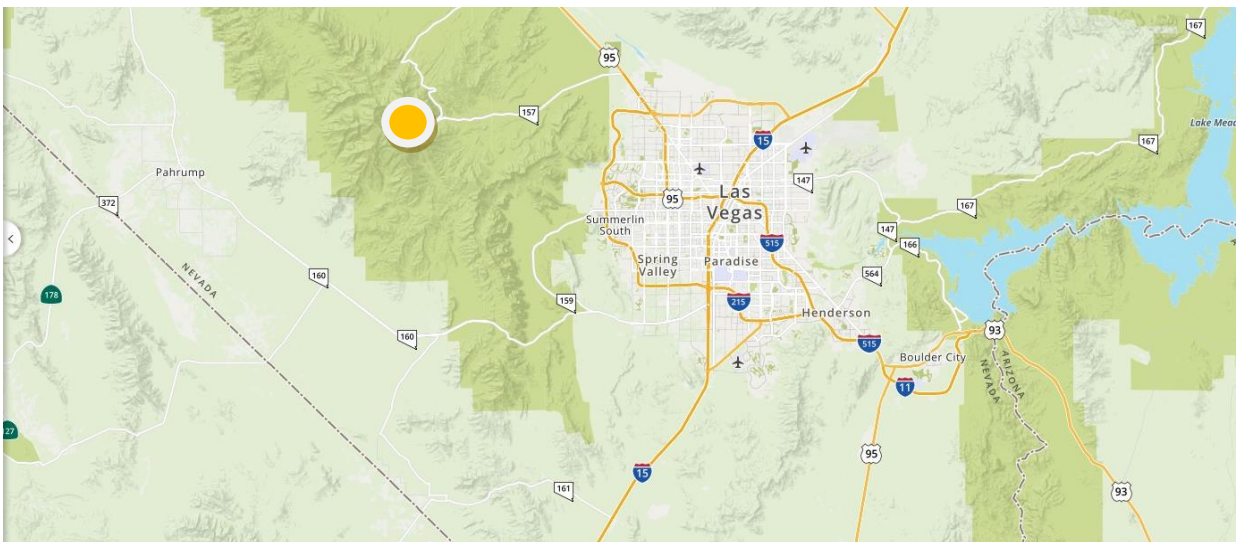 167
95
157
15
Lake Mead
167
Pahrump
147
95
Las
Vegas
372
167
Summerlin
South
147
166
515
Spring
Valley
Paradise
564
160
NEVADA
178
159
215
Henderson
93
160
515
Boulder City
ARIZONA
NEVADA
11
127
95
15
161
93